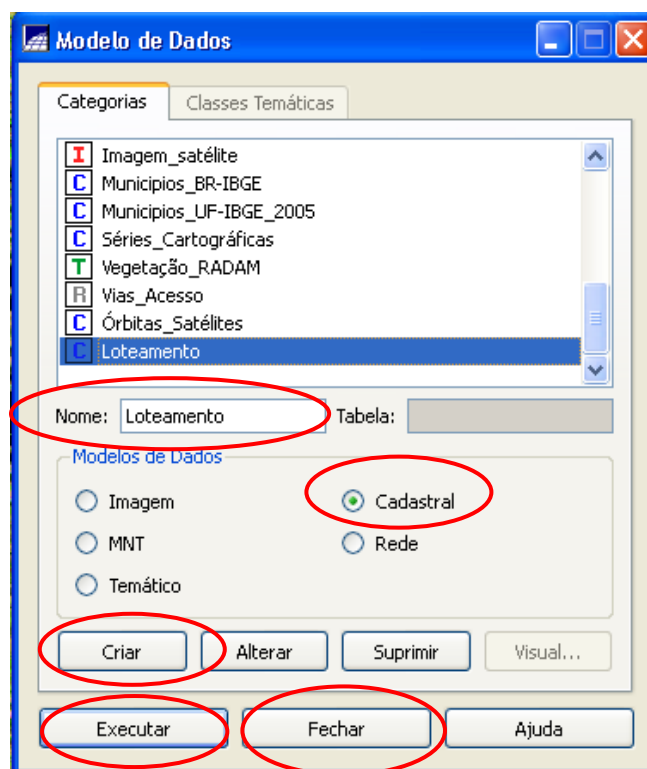 Modelo de Dados
Categorias Classes Temáticas
I Imagem_satélite
C Municipios_BR-IBGE
C Municipios_UF-IBGE_2005
C Séries_Cartográficas
T Vegetação_RADAM
R Vias_Acesso
C Órbitas_Satélites
C Loteamento
Nome: Loteamento Tabela:
Modelos de Dados
Imagem Cadastral
MNT Rede
Temático
Criar Alterar Suprimir Visual...
Executar Fechar Ajuda